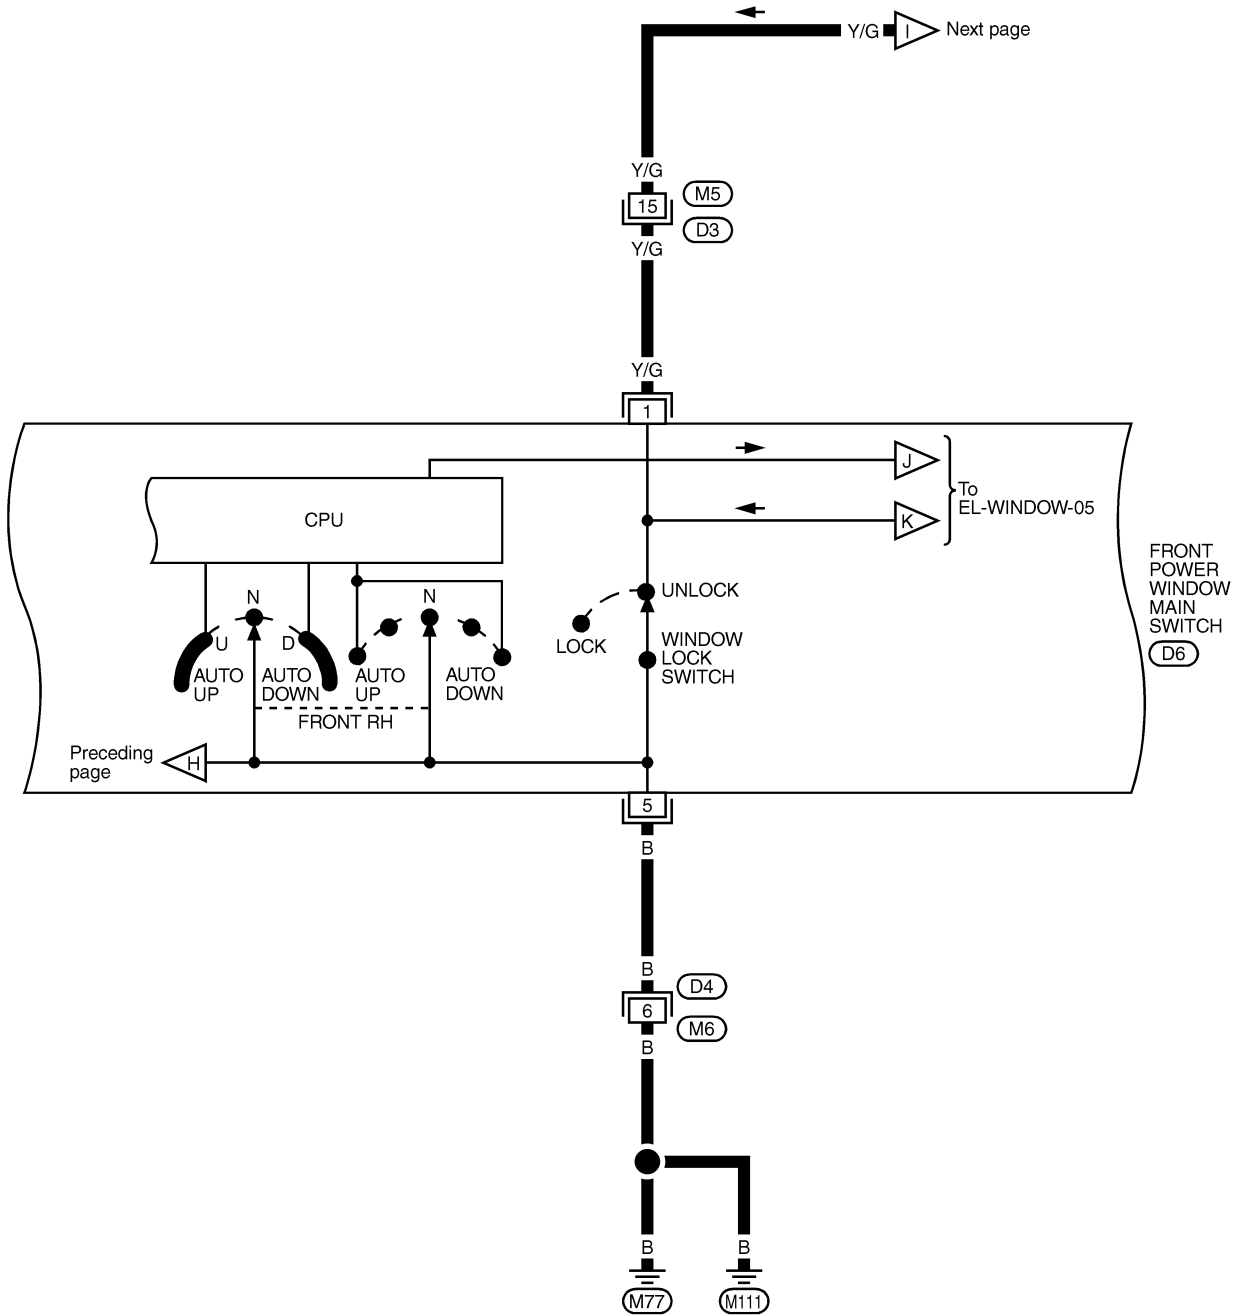 Y/G
I
Next page
Y/G
15
M5
D3
Y/G
Y/G
1
J
K
To
EL-WINDOW-05
CPU
FRONT
POWER
WINDOW
MAIN
SWITCH
D6
N
U
D
AUTO
UP
AUTO
DOWN
N
AUTO
UP
AUTO
DOWN
FRONT RH
UNLOCK
LOCK
WINDOW
LOCK
SWITCH
Preceding
page
H
5
B
B
D4
6
M6
B
B
B
M77
M111